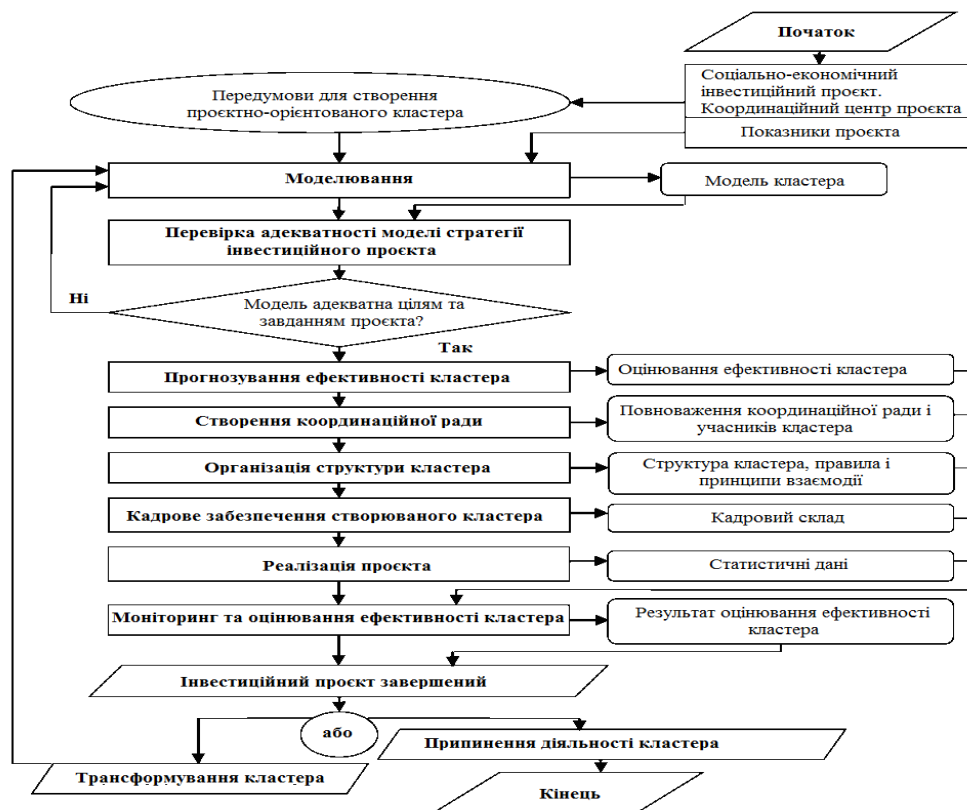 Початок
Соціально-економічний
інвестиційний проєкт.
Координаційний центр проєкта
Показники проєкта
Передумови для створення
проєктно-орієнтованого кластера
Моделювання
Модель кластера
Перевірка адекватності моделі стратегії
інвестиційного проєкта
Ні
Модель адекватна цілям та
завданням проєкта?
Так
Прогнозування ефективності кластера
Оцінювання ефективності кластера
Створення координаційної ради
Повноваження координаційної ради і
учасників кластера
Організація структури кластера
Структура кластера, правила і
принципи взаємодії
Кадрове забезпечення створюваного кластера
Кадровий склад
Реалізація проєкта
Статистичні дані
Моніторинг та оцінювання ефективності кластера
Результат оцінювання ефективності
кластера
Інвестиційний проєкт завершений
або
Припинення діяльності кластера
Трансформування кластера
Кінець